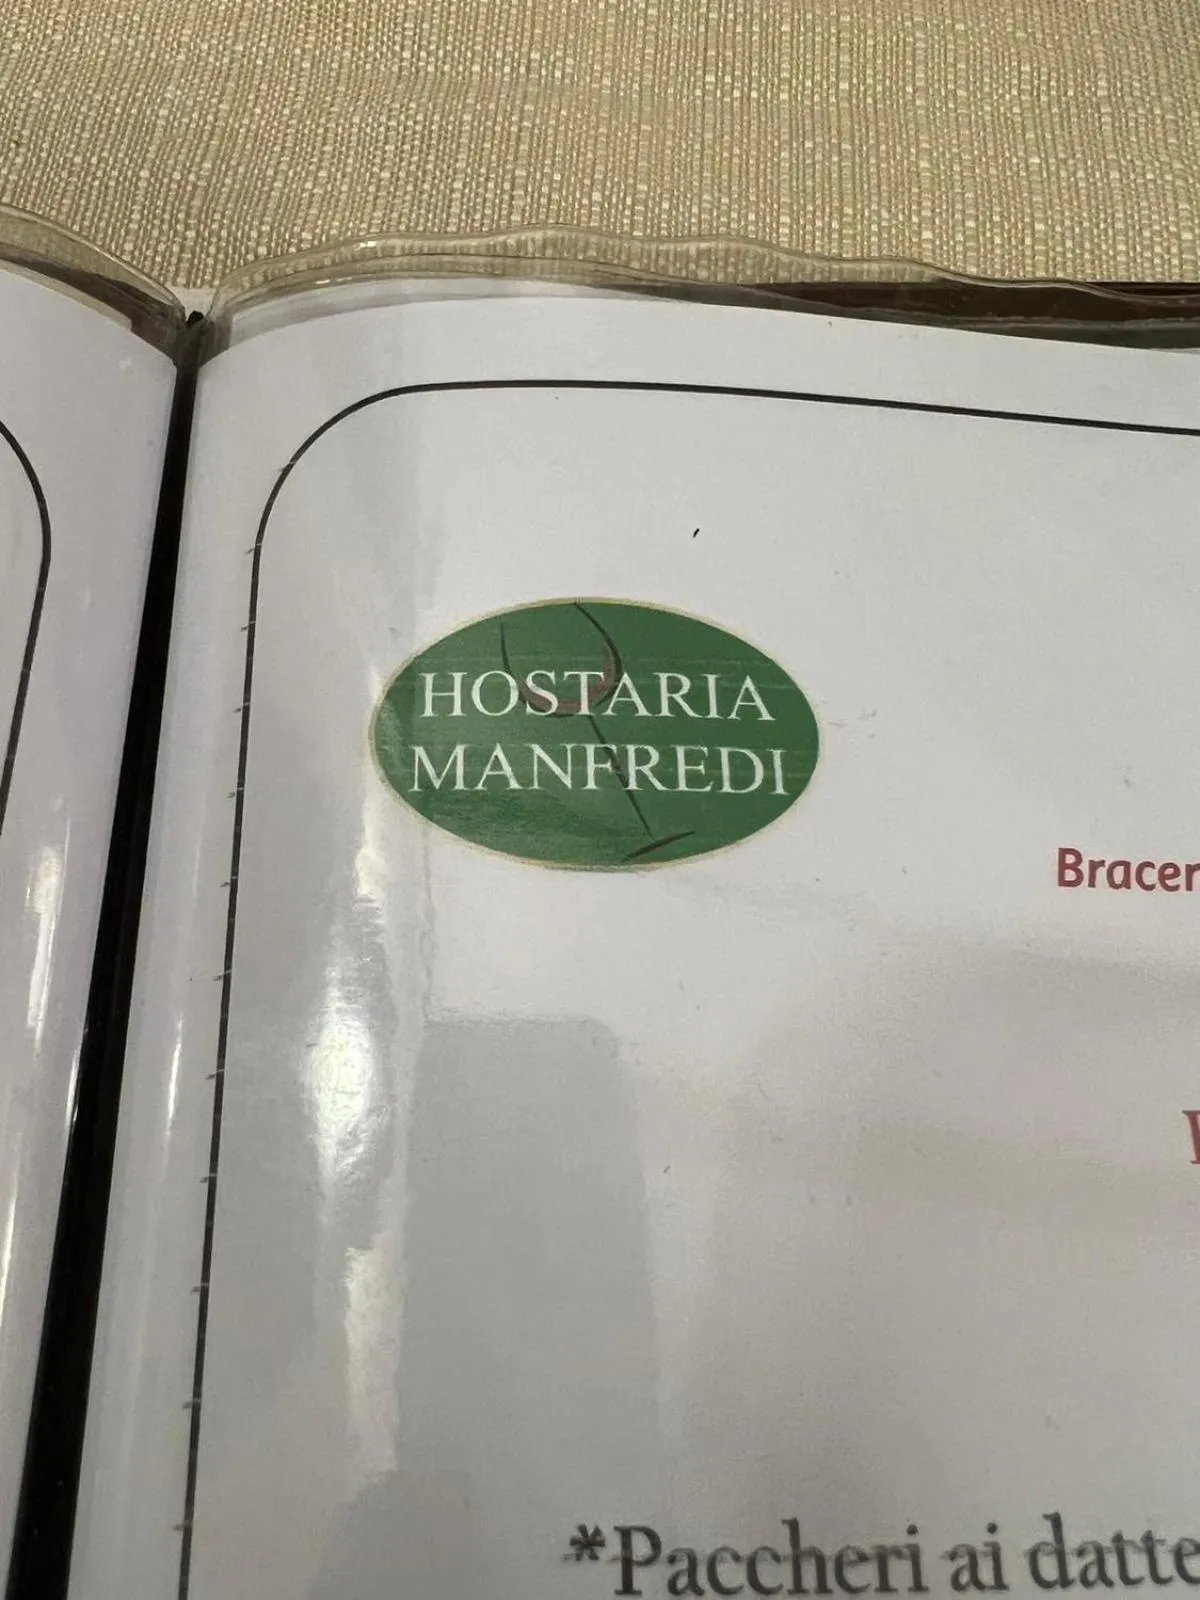 HOSTARIA
MANFREDI
Bracer
*Paccheri ai datte